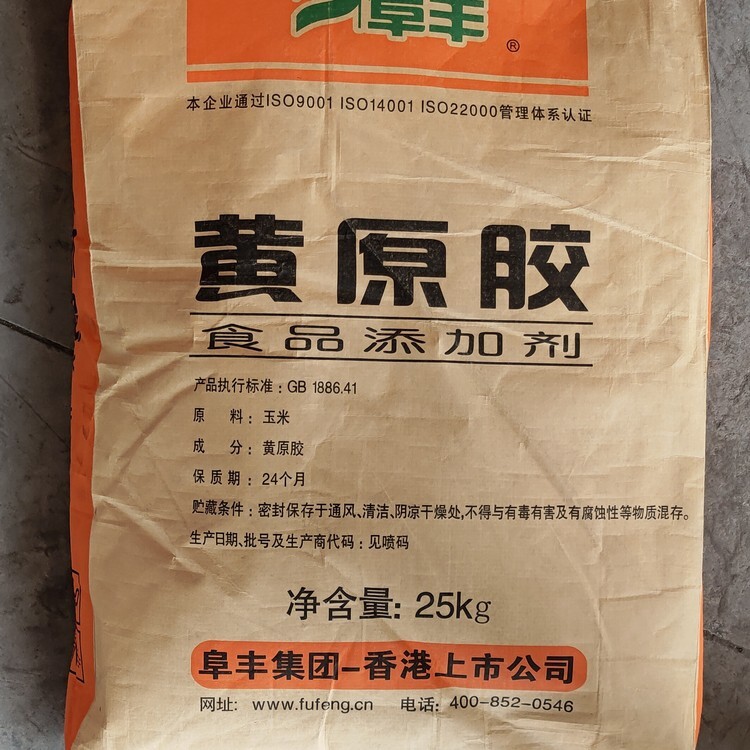 阜丰
®
本企业通过ISO9001 ISO14001 ISO22000管理体系认证
黄原胶
食品添加剂
产品执行标准：GB 1886.41
原 料：玉米
成 分：黄原胶
保 质 期：24个月
贮藏条件：密封保存于通风、清洁、阴凉干燥处,不得与有毒有害及有腐蚀性等物质混存。
生产日期、批号及生产商代码：见喷码
净含量: 25kg
阜丰集团-香港上市公司
网址: www.fufeng.cn 电话: 400-852-0546